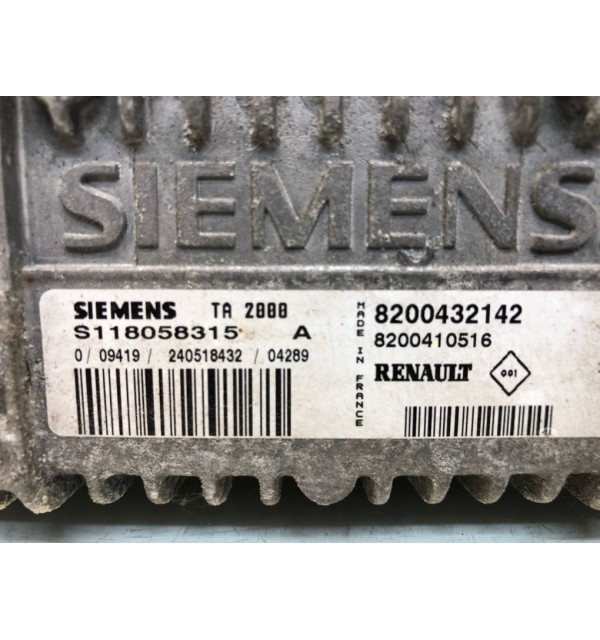 SIEMENS
SIEMENS TA 2000
S118058315 A
0/ 09419/ 240518432 / 04289
MADE IN FRANCE
8200432142
8200410516
RENAULT 001